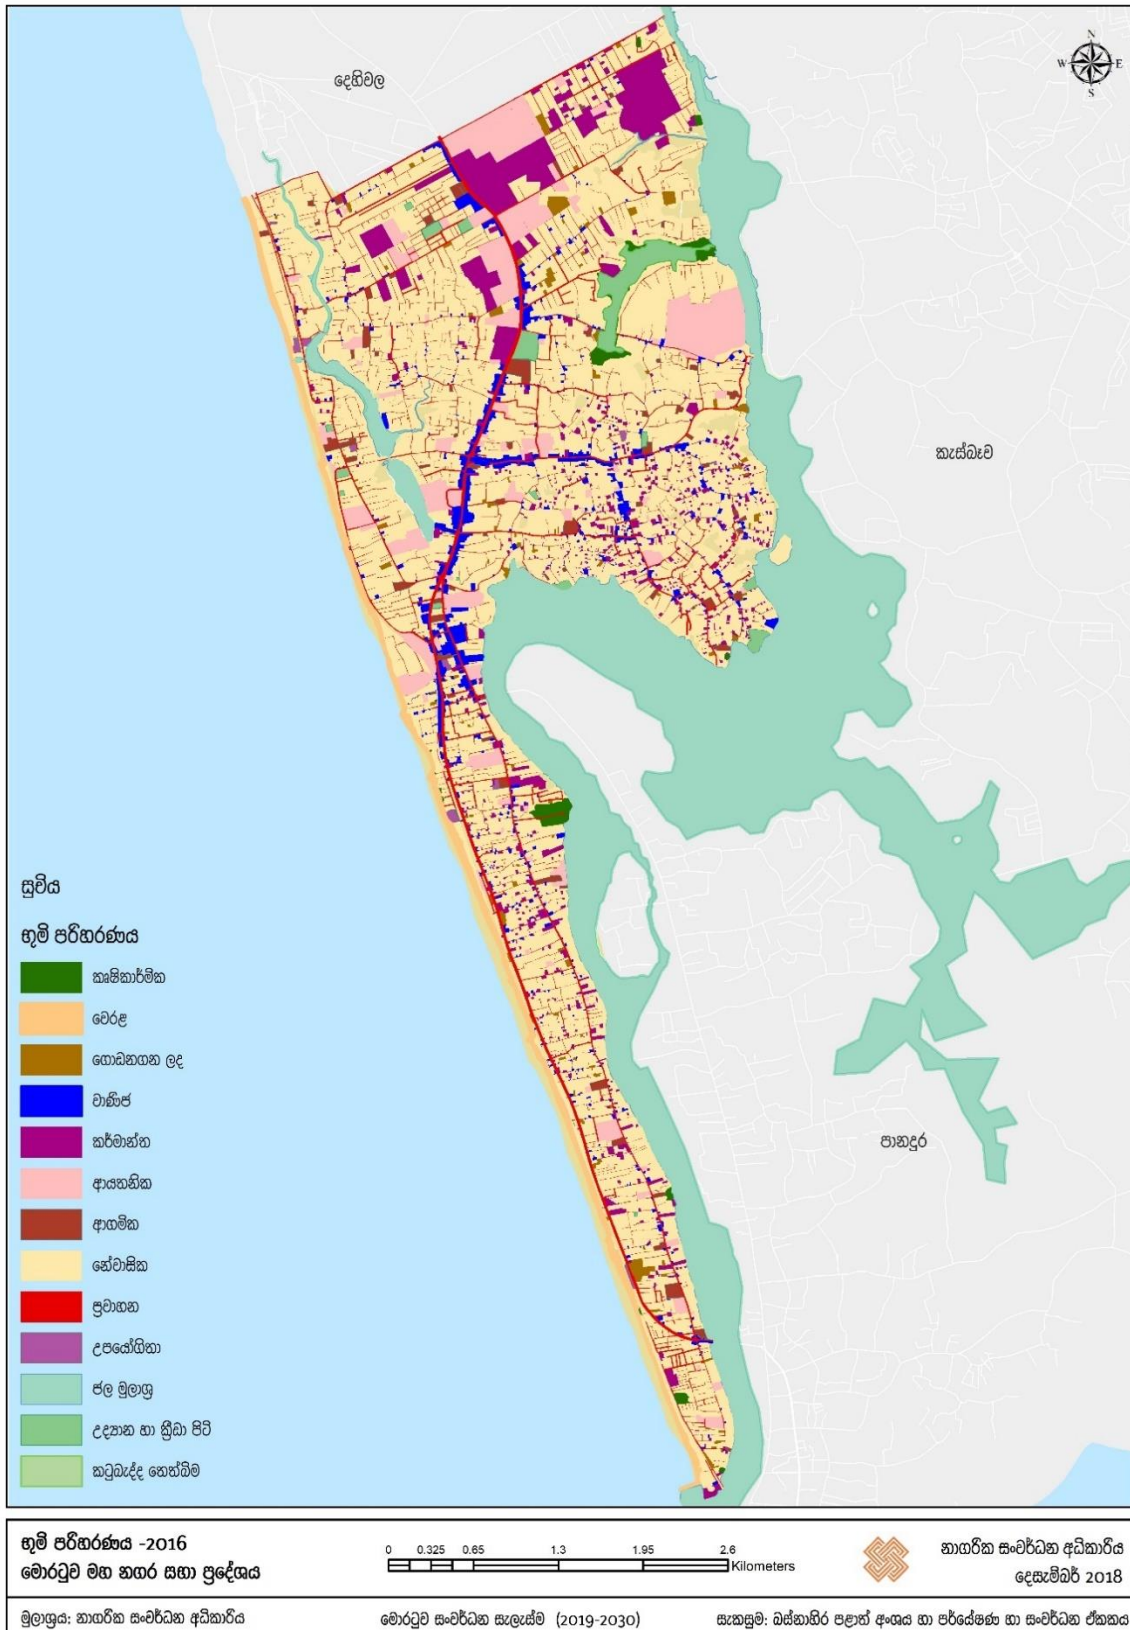 දෙහිවල
N
W E
S
කැස්බෑව
පානදුර
සූචිය
භූමි පරිහරණය
කෘෂිකාර්මික
වෙරළ
ගොඩනගන ලද
වාණිජ
කර්මාන්ත
ආයතනික
ආගමික
නේවාසික
ප්‍රවාහන
උපයෝගිතා
ජල මූලාශ්‍ර
උද්‍යාන හා ක්‍රීඩා පිටි
කටුබැද්ද තෙත්බිම
භූමි පරිහරණය -2016
මොරටුව මහ නගර සභා ප්‍රදේශය
0 0.325 0.65 1.3 1.95 2.6
Kilometers
නාගරික සංවර්ධන අධිකාරිය
දෙසැම්බර් 2018
මූලාශ්‍රය: නාගරික සංවර්ධන අධිකාරිය
මොරටුව සංවර්ධන සැලැස්ම (2019-2030)
සැකසුම: බස්නාහිර පළාත් අංශය හා පර්යේෂණ හා සංවර්ධන ඒකකය